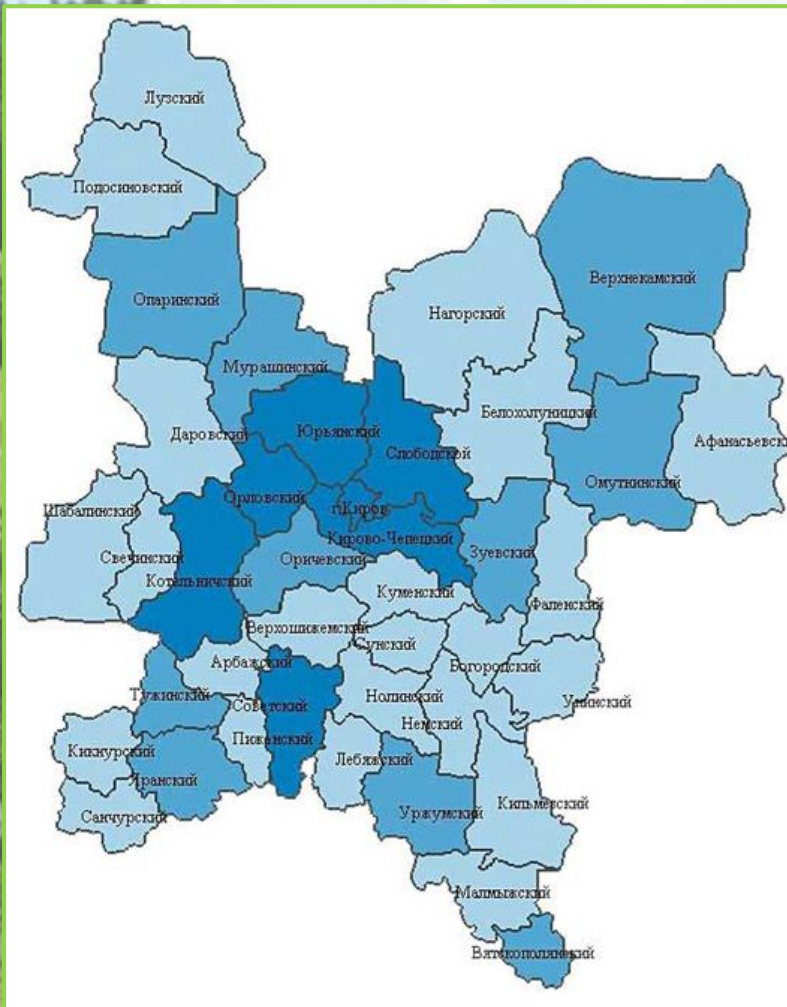 Лузский
Подосиновский
Опаринский
Верхнекамский
Нагорский
Мурашинский
Белохолуницкий
Юрьянский
Даровский
Слободской
Афанасьевск
Омутнинский
Орловский
г.Киров
Шабалинский
Кирово-Чепецкий
Свечинский
Оричевский
Зуевский
Котельничский
Куменский
Фаленский
Верхошижемский
Сунский
Арбажский
Богородский
Тужинский
Нолинский
Унинский
Советский
Немский
Пижанский
Кикнурский
Лебяжский
Яранский
Кильмезский
Санчурский
Уржумский
Малмыжский
Вятскополянский